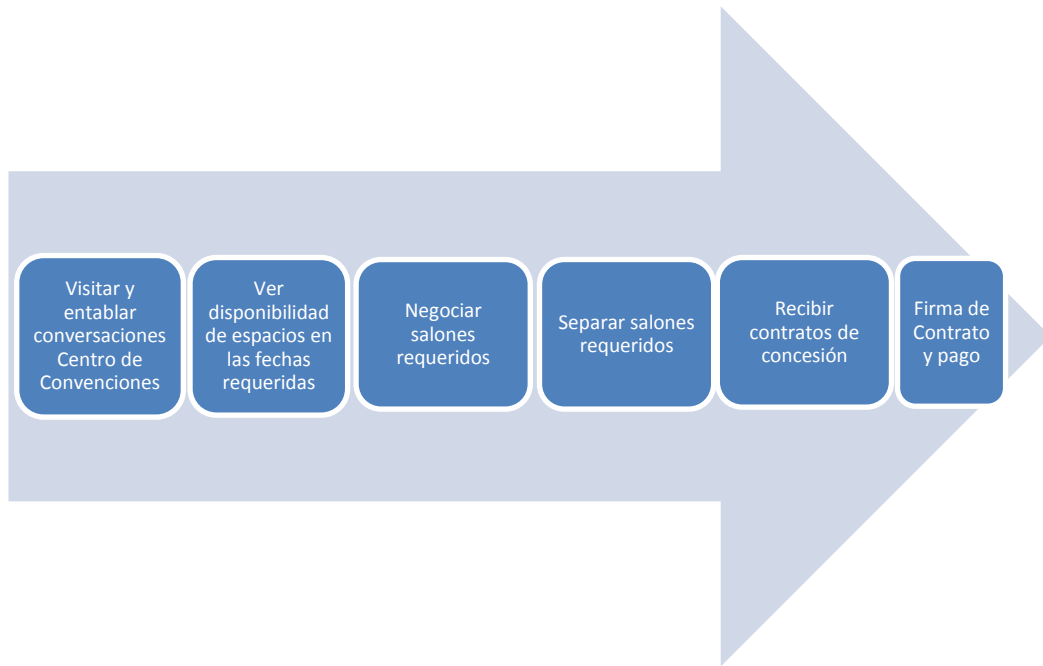 Visitar y
entablar
conversaciones
Centro de
Convenciones
Ver
disponibilidad
de espacios en
las fechas
requeridas
Negociar
salones
requeridos
Separar salones
requeridos
Recibir
contratos de
concesión
Firma de
Contrato
y pago